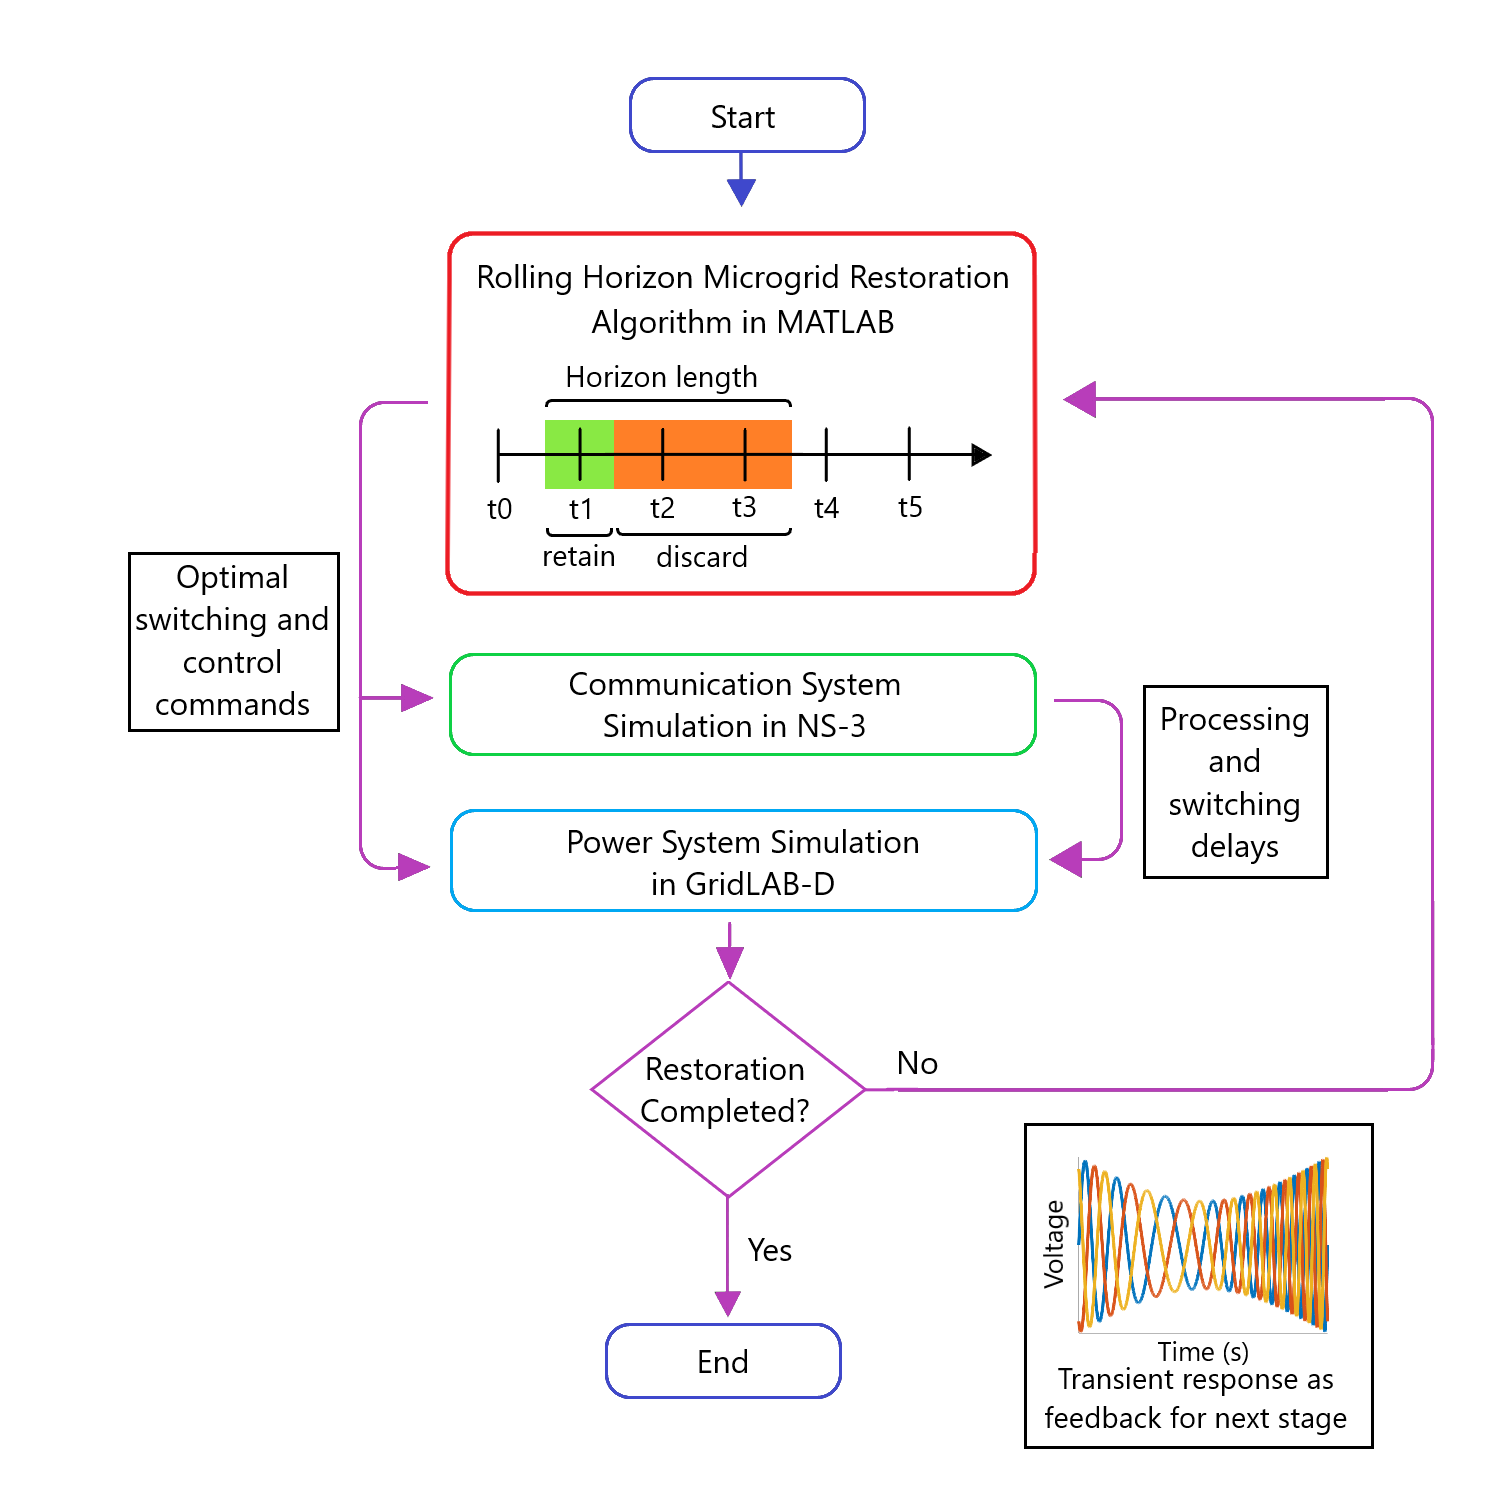 Start
Rolling Horizon Microgrid Restoration
Algorithm in MATLAB
Horizon length
t0 t1 t2 t3 t4 t5
retain discard
Optimal
switching and
control
commands
Communication System
Simulation in NS-3
Processing
and
switching
delays
Power System Simulation
in GridLAB-D
Restoration
Completed?
No
Yes
End
Voltage
Time (s)
Transient response as
feedback for next stage